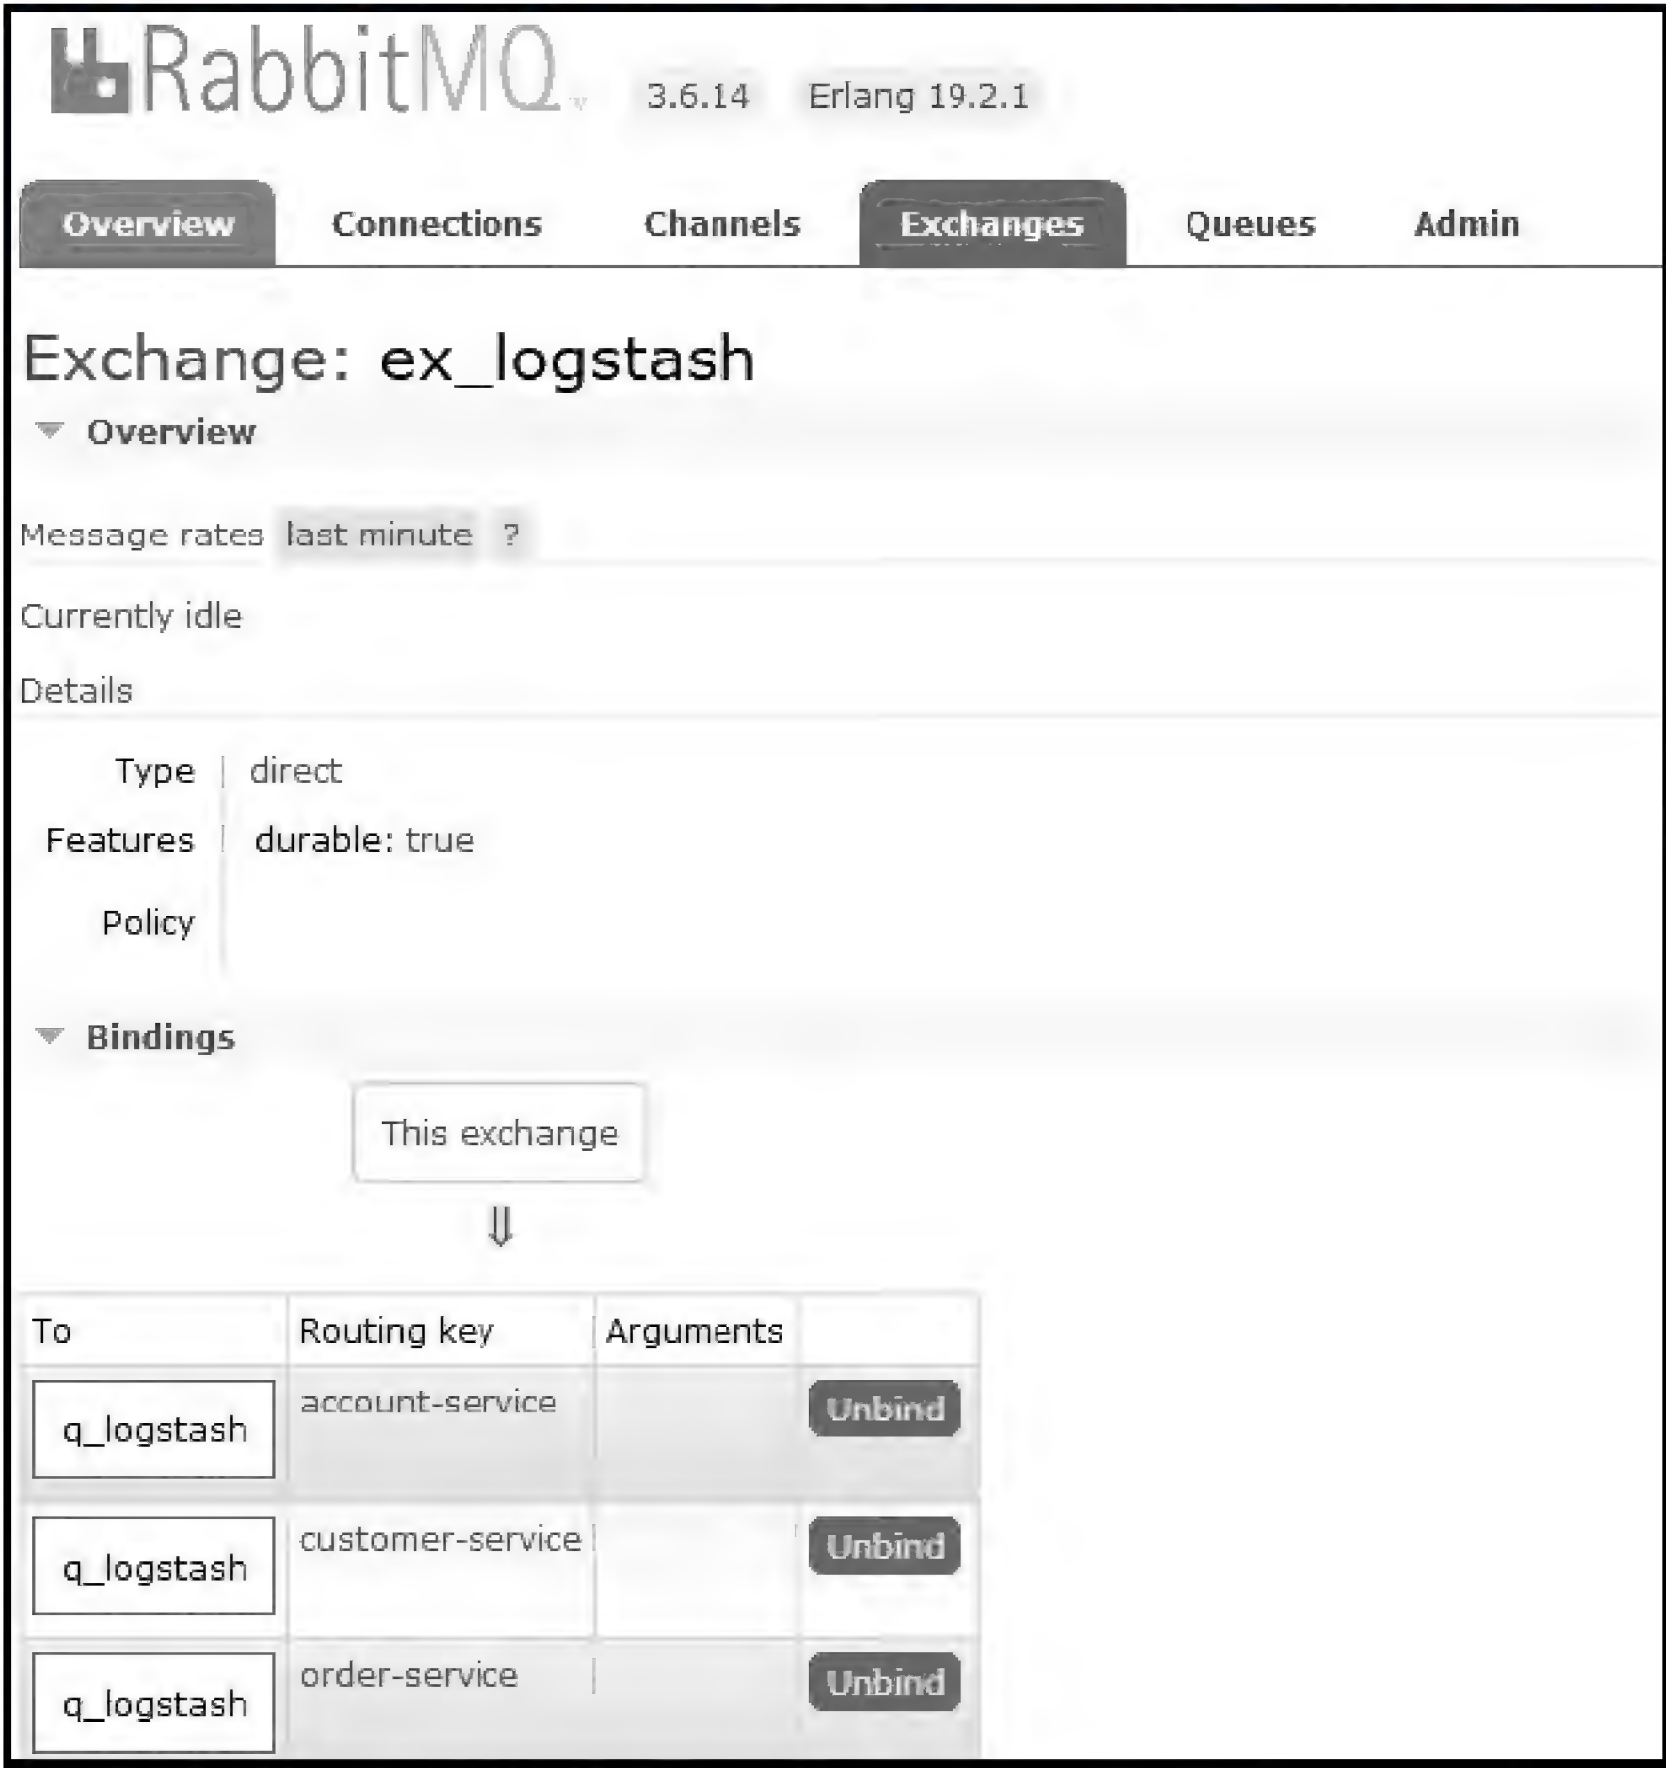 RabbitMQ 3.6.14 Erlang 19.2.1
Overview Connections Channels Exchanges Queues Admin
Exchange: ex_logstash
Overview
Message rates last minute ?
Currently idle
Details
Type direct
Features durable: true
Policy
Bindings
This exchange
⇓
To Routing key Arguments
q_logstash account-service Unbind
q_logstash customer-service Unbind
q_logstash order-service Unbind